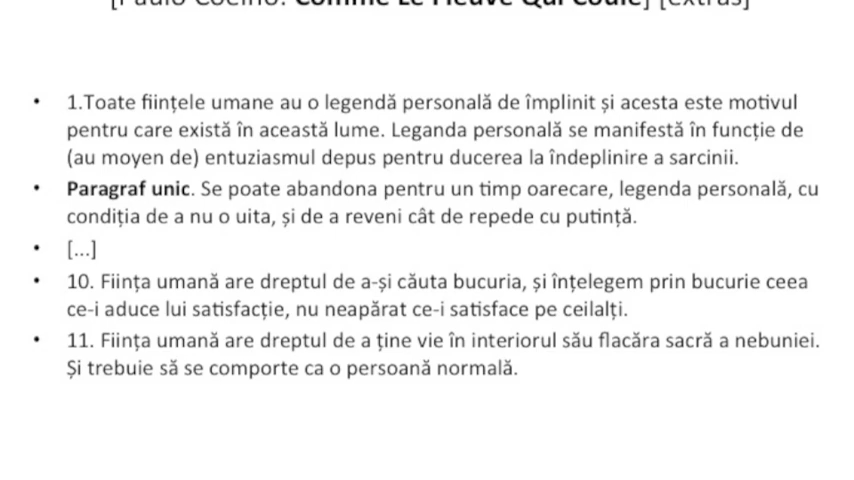 [Paulo Coelho. Comme Le Fleuve Qui Coule] [extras]
• 1.Toate ființele umane au o legendă personală de împlinit și acesta este motivul
pentru care există în această lume. Leganda personală se manifestă în funcție de
(au moyen de) entuziasmul depus pentru ducerea la îndeplinire a sarcinii.
• Paragraf unic. Se poate abandona pentru un timp oarecare, legenda personală, cu
condiția de a nu o uita, și de a reveni cât de repede cu putință.
• [...]
• 10. Ființa umană are dreptul de a-și căuta bucuria, și înțelegem prin bucurie ceea
ce-i aduce lui satisfacție, nu neapărat ce-i satisface pe ceilalți.
• 11. Ființa umană are dreptul de a ține vie în interiorul său flacăra sacră a nebuniei.
Și trebuie să se comporte ca o persoană normală.